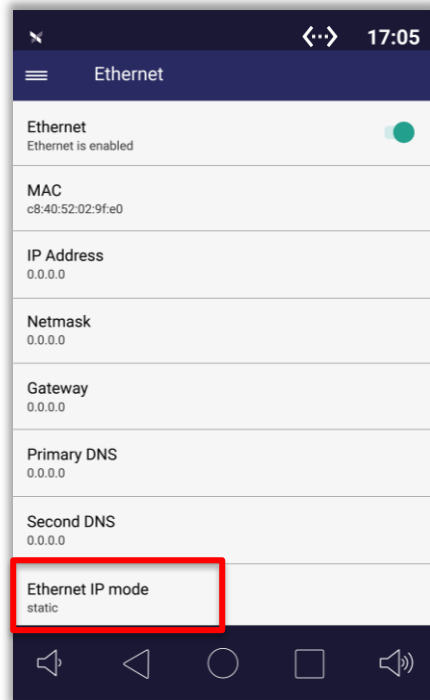 17:05
Ethernet
Ethernet
Ethernet is enabled
MAC
c8:40:52:02:9f:e0
IP Address
0.0.0.0
Netmask
0.0.0.0
Gateway
0.0.0.0
Primary DNS
0.0.0.0
Second DNS
0.0.0.0
Ethernet IP mode
static